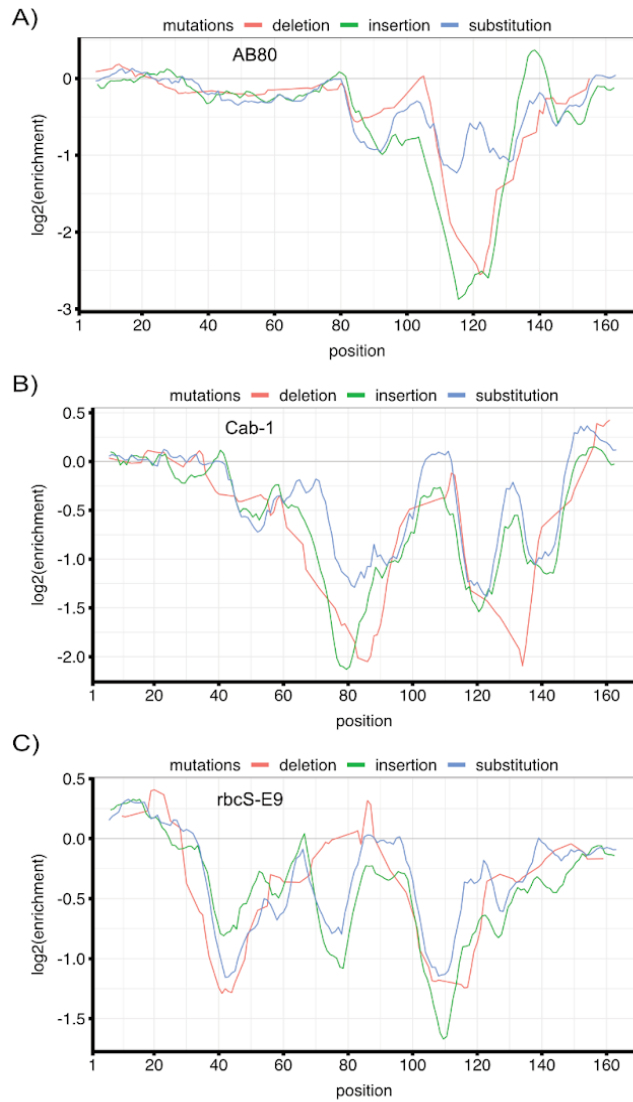 A)
mutations deletion insertion substitution
AB80
0
-1
-2
-3
log2(enrichment)
1 20 40 60 80 100 120 140 160
position
B)
mutations deletion insertion substitution
Cab-1
0.5
0.0
-0.5
-1.0
-1.5
-2.0
log2(enrichment)
1 20 40 60 80 100 120 140 160
position
C)
mutations deletion insertion substitution
rbcS-E9
0.5
0.0
-0.5
-1.0
-1.5
log2(enrichment)
1 20 40 60 80 100 120 140 160
position